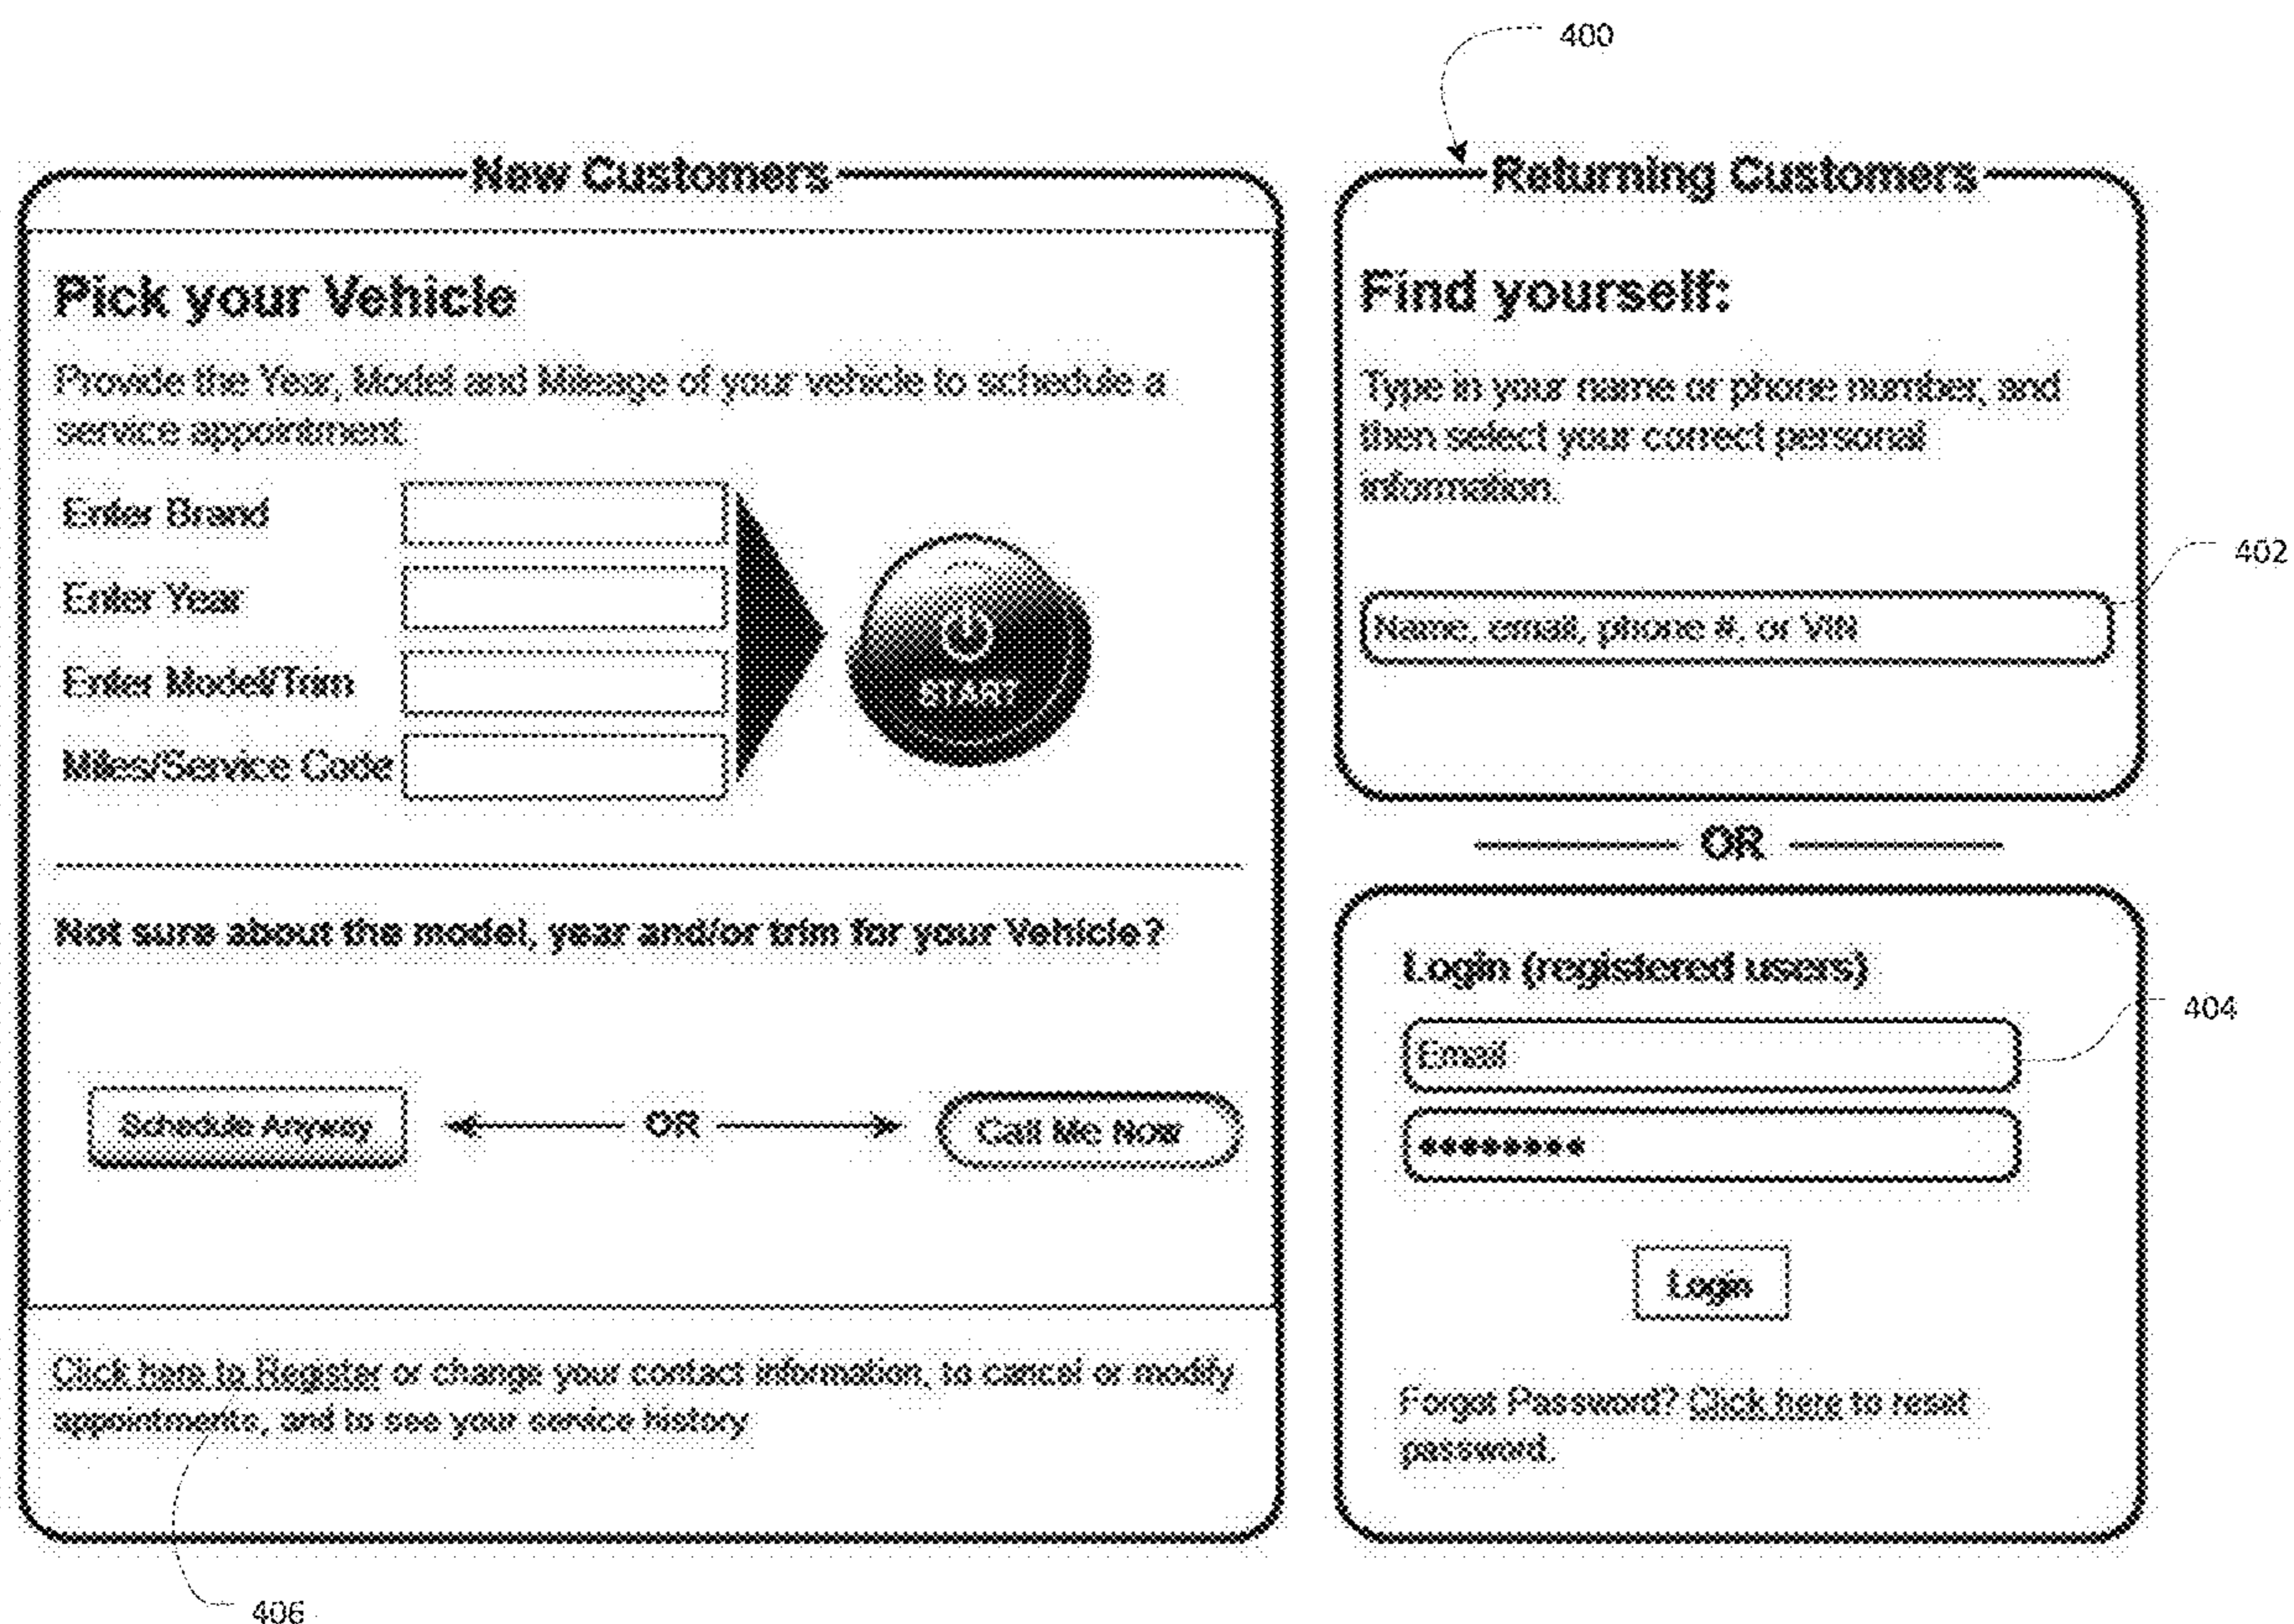 400
New Customers
Pick your Vehicle
Provide the Year, Model and Mileage of your vehicle to schedule a
service appointment.
Enter Brand
Enter Year
Enter Model/Trim
Miles/Service Code
START
Not sure about the model, year and/or trim for your Vehicle?
Schedule Anyway
OR
Call Me Now
Click here to Register or change your contact information, to cancel or modify
appointments, and to see your service history
406
Returning Customers
Find yourself:
Type in your name or phone number, and
then select your correct personal
information.
402
Name, email, phone #, or VIN
OR
Login (registered users)
404
Email
********
Login
Forgot Password? Click here to reset
password.